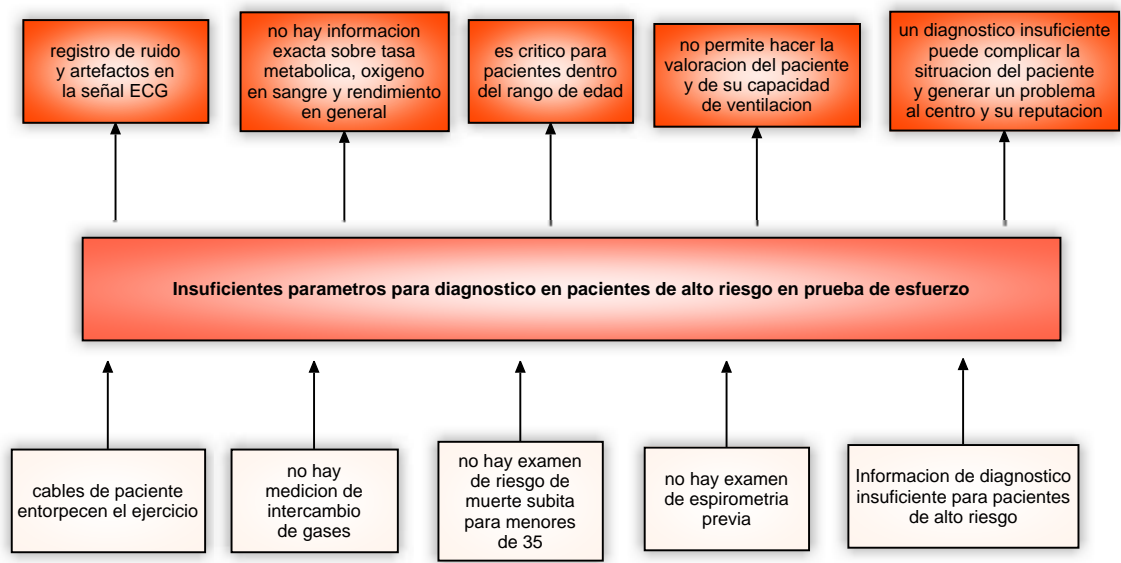 registro de ruido
y artefactos en
la señal ECG
no hay informacion
exacta sobre tasa
metabolica, oxigeno
en sangre y rendimiento
en general
es critico para
pacientes dentro
del rango de edad
no permite hacer la
valoracion del paciente
y de su capacidad
de ventilacion
un diagnostico insuficiente
puede complicar la
sitruacion del paciente
y generar un problema
al centro y su reputacion
Insuficientes parametros para diagnostico en pacientes de alto riesgo en prueba de esfuerzo
cables de paciente
entorpecen el ejercicio
no hay
medicion de
intercambio
de gases
no hay examen
de riesgo de
muerte subita
para menores
de 35
no hay examen
de espirometria
previa
Informacion de diagnostico
insuficiente para pacientes
de alto riesgo